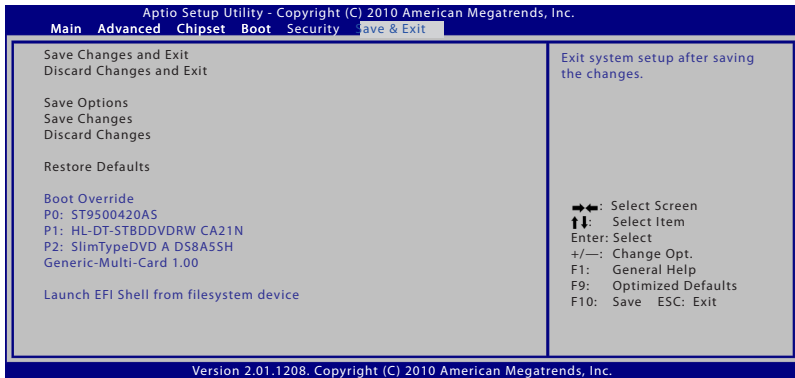 Aptio Setup Utility - Copyright (C) 2010 American Megatrends, Inc.
Main Advanced Chipset Boot Security Save & Exit
Save Changes and Exit
Discard Changes and Exit
Save Options
Save Changes
Discard Changes
Restore Defaults
Boot Override
P0: ST9500420AS
P1: HL-DT-STBDDVDRW CA21N
P2: SlimTypeDVD A DS8A5SH
Generic-Multi-Card 1.00
Launch EFI Shell from filesystem device
Exit system setup after saving
the changes.
→←: Select Screen
↑↓: Select Item
Enter: Select
+/—: Change Opt.
F1: General Help
F9: Optimized Defaults
F10: Save ESC: Exit
Version 2.01.1208. Copyright (C) 2010 American Megatrends, Inc.